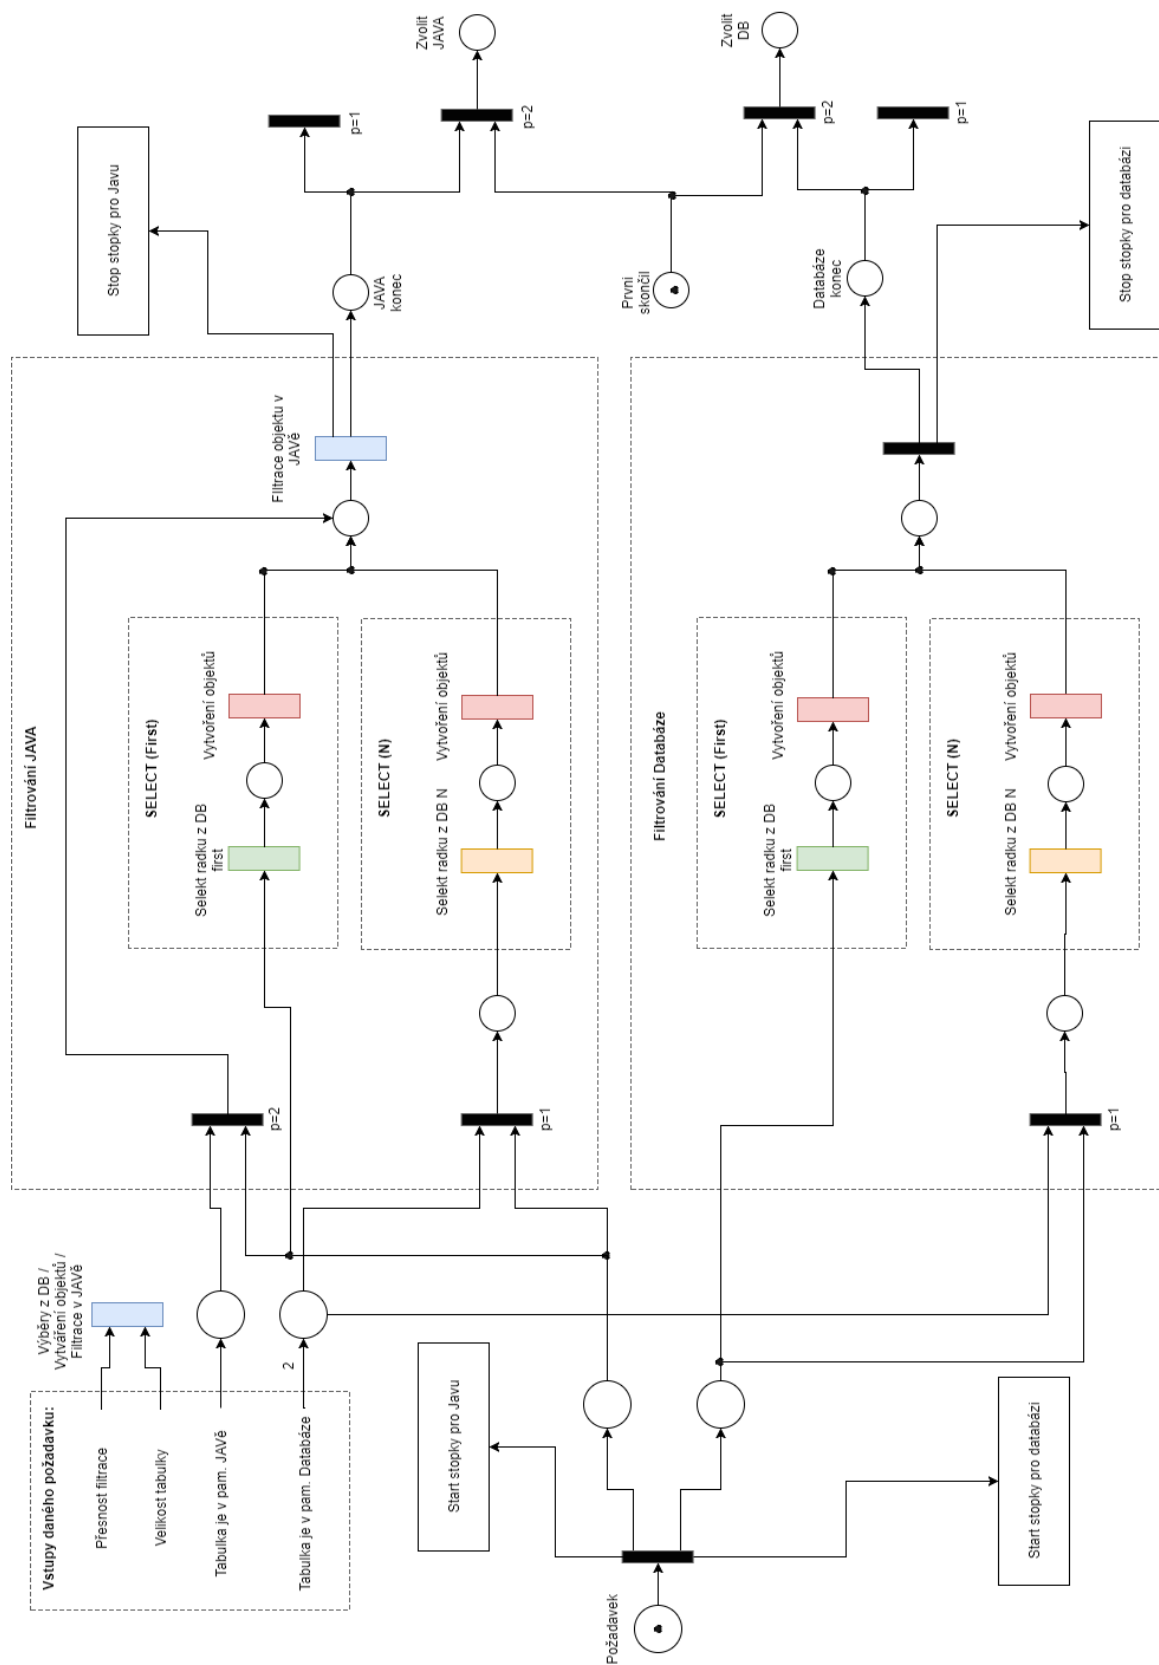 Vstupy daného požadavku:
Přesnost filtrace
Velikost tabulky
Tabulka je v pam. JAVě
Tabulka je v pam. Databáze
2
Výběry z DB /
Vytváření objektů /
Filtrace v JAVě
Požadavek
Start stopky pro Javu
Start stopky pro databázi
Filtrování JAVA
p=2
p=1
SELECT (First)
Selekt radku z DB
first
Vytvoření objektů
SELECT (N)
Selekt radku z DB N
Vytvoření objektů
Filtrace objektu v
JAVě
Filtrování Databáze
p=1
SELECT (First)
Selekt radku z DB
first
Vytvoření objektů
SELECT (N)
Selekt radku z DB N
Vytvoření objektů
Stop stopky pro Javu
JAVA
konec
První
skončil
Databáze
konec
Stop stopky pro databázi
p=1
p=2
p=2
p=1
Zvolit
JAVA
Zvolit
DB